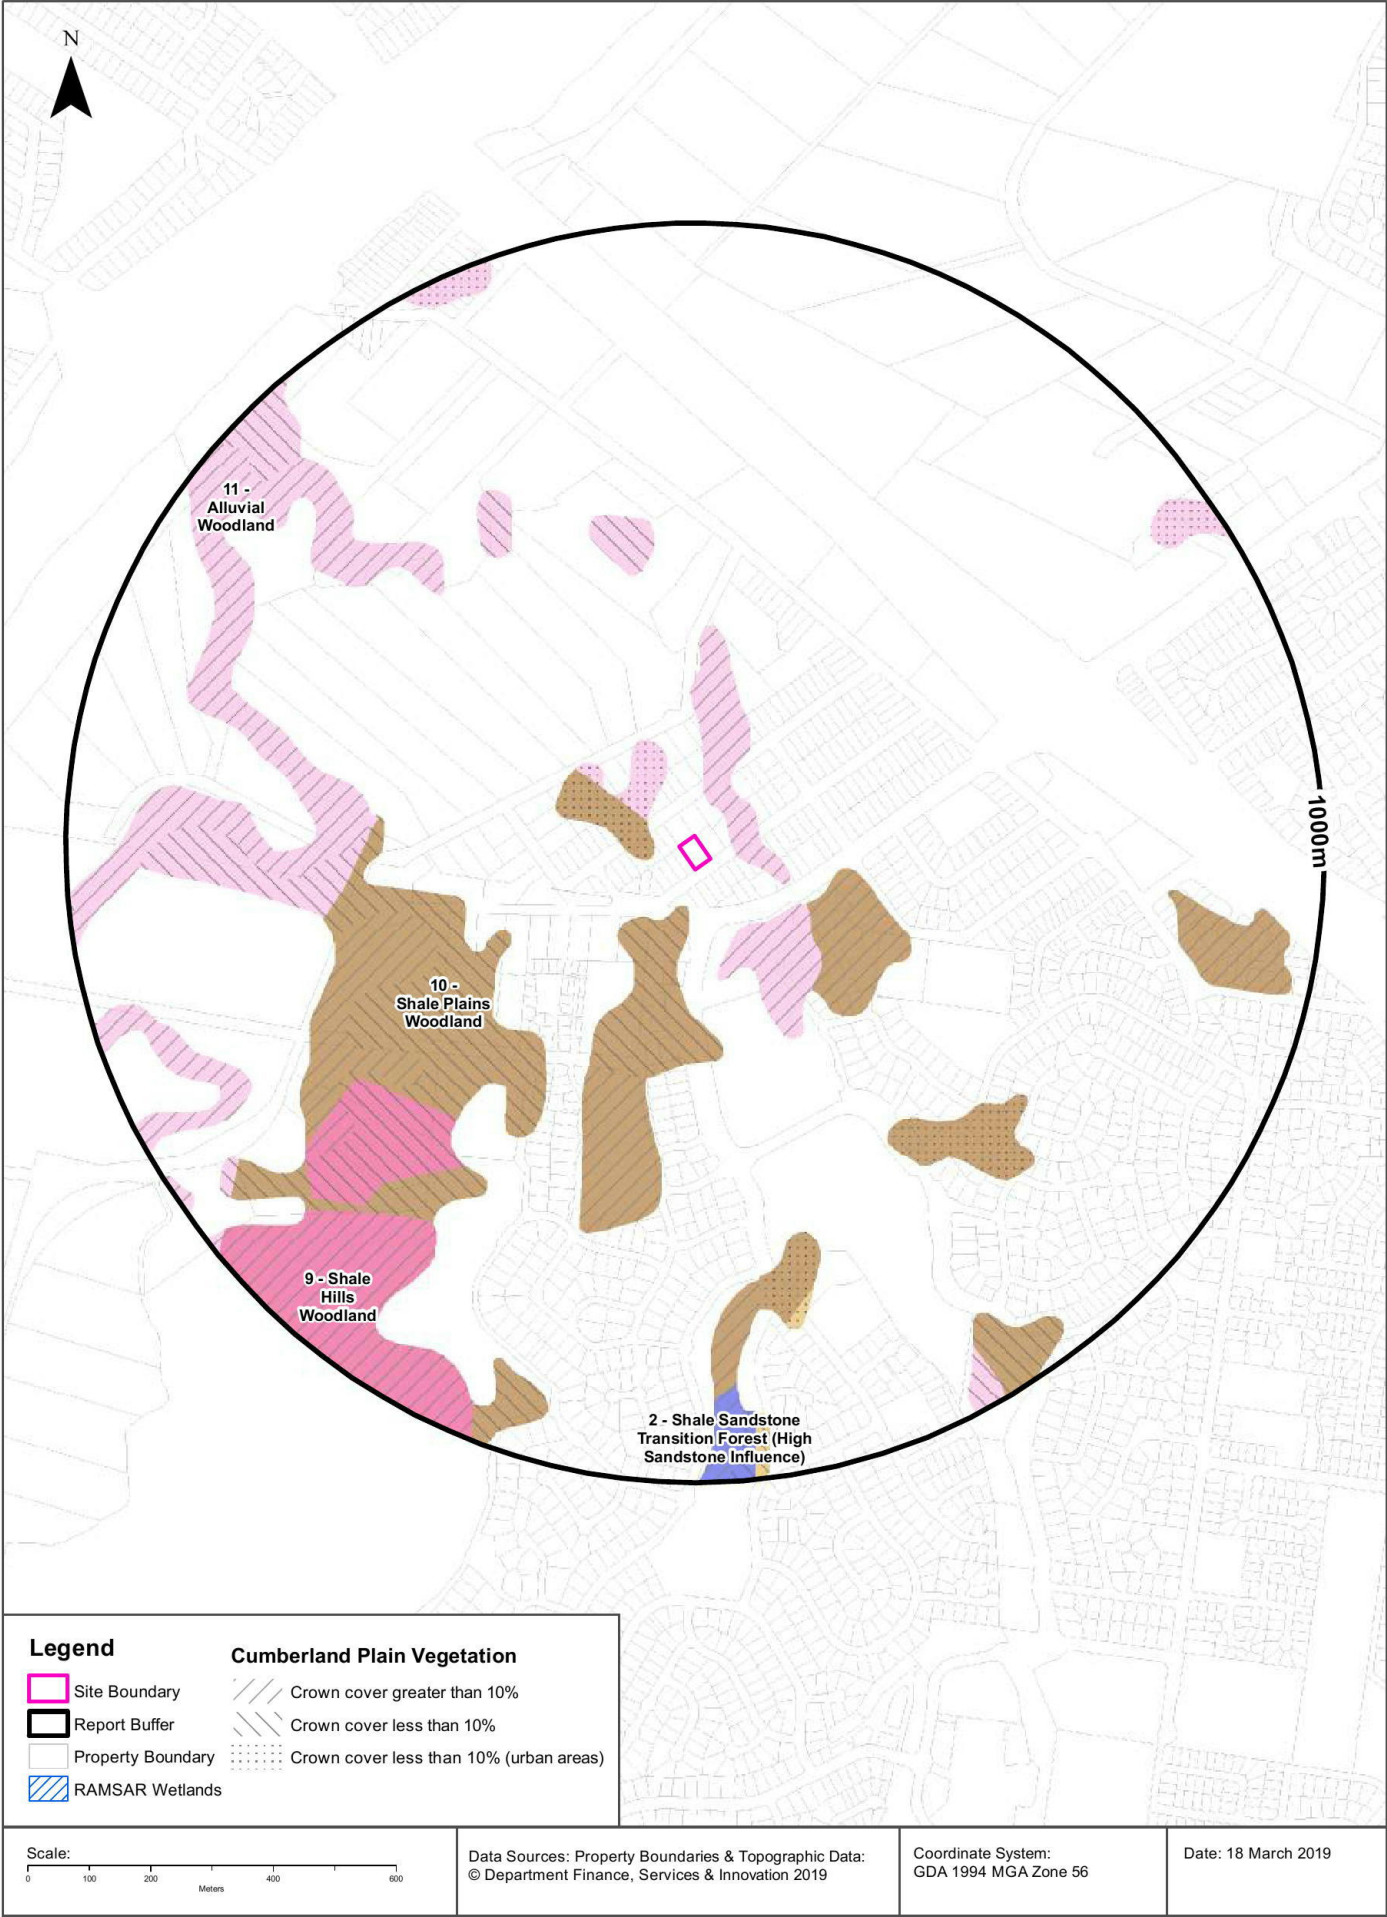 N
11 -
Alluvial
Woodland
1000m
10 -
Shale Plains
Woodland
9 - Shale
Hills
Woodland
2 - Shale Sandstone
Transition Forest (High
Sandstone Influence)
Legend
Site Boundary
Report Buffer
Property Boundary
RAMSAR Wetlands
Cumberland Plain Vegetation
Crown cover greater than 10%
Crown cover less than 10%
Crown cover less than 10% (urban areas)
Scale:
0 100 200 400 600
Meters
Data Sources: Property Boundaries & Topographic Data:
© Department Finance, Services & Innovation 2019
Coordinate System:
GDA 1994 MGA Zone 56
Date: 18 March 2019